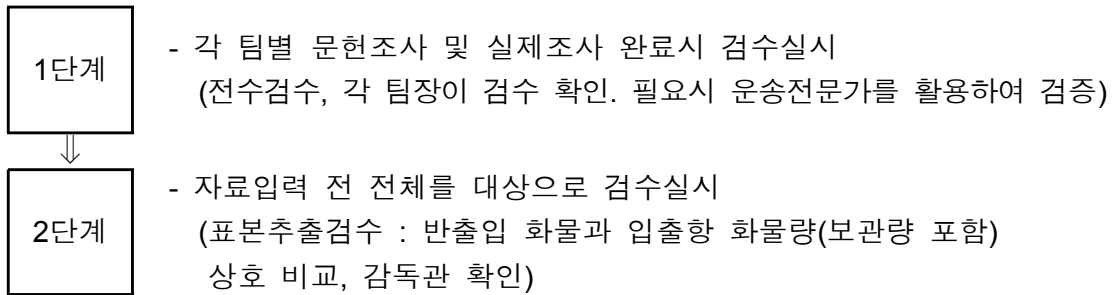 1단계
- 각 팀별 문헌조사 및 실제조사 완료시 검수실시
(전수검수, 각 팀장이 검수 확인. 필요시 운송전문가를 활용하여 검증)
⇓
2단계
- 자료입력 전 전체를 대상으로 검수실시
(표본추출검수 : 반출입 화물과 입출항 화물량(보관량 포함)
상호 비교, 감독관 확인)